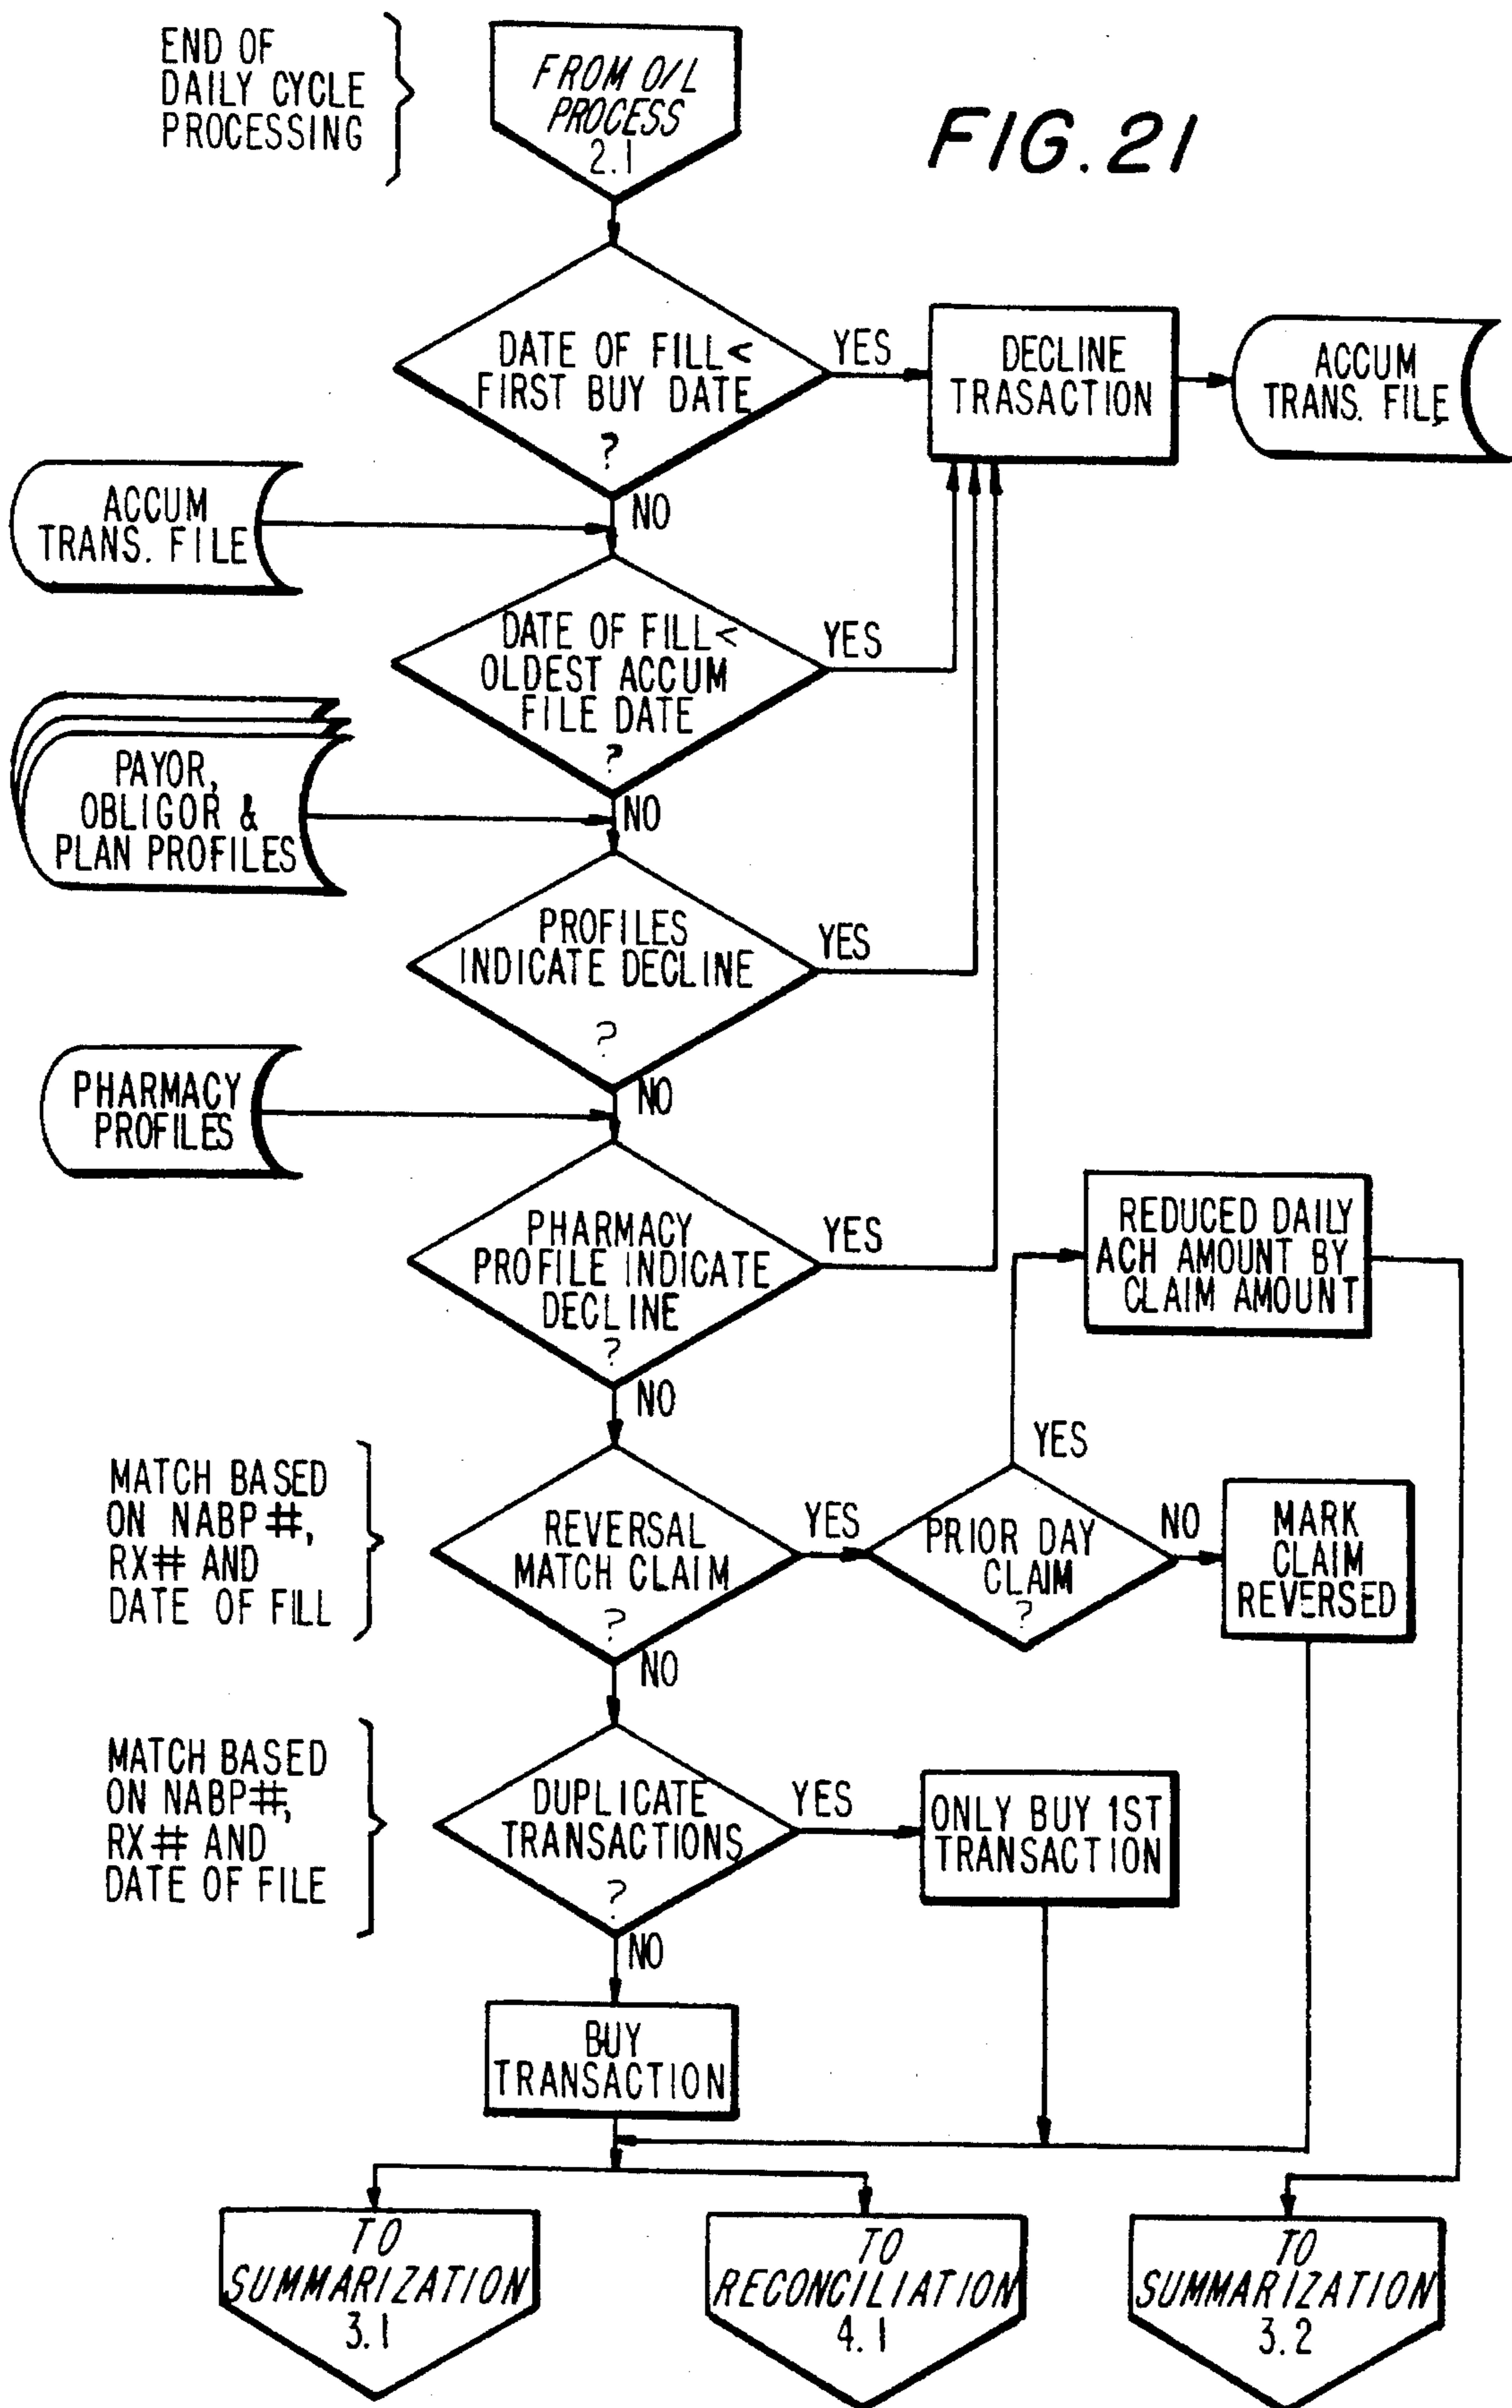 END OF
DAILY CYCLE
PROCESSING
FROM O/L
PROCESS
2.1
FIG. 21
DATE OF FILL <
FIRST BUY DATE
?
YES
DECLINE
TRASACTION
ACCUM
TRANS. FILE
NO
ACCUM
TRANS. FILE
DATE OF FILL <
OLDEST ACCUM
FILE DATE
?
YES
NO
PAYOR,
OBLIGOR &
PLAN PROFILES
PROFILES
INDICATE DECLINE
?
YES
NO
PHARMACY
PROFILES
PHARMACY
PROFILE INDICATE
DECLINE
?
YES
NO
REDUCED DAILY
ACH AMOUNT BY
CLAIM AMOUNT
MATCH BASED
ON NABP #,
RX # AND
DATE OF FILL
REVERSAL
MATCH CLAIM
?
YES
NO
PRIOR DAY
CLAIM
?
YES
NO
MARK
CLAIM
REVERSED
MATCH BASED
ON NABP#,
RX # AND
DATE OF FILE
DUPLICATE
TRANSACTIONS
?
YES
ONLY BUY 1ST
TRANSACTION
NO
BUY
TRANSACTION
TO
SUMMARIZATION
3.1
TO
RECONCILIATION
4.1
TO
SUMMARIZATION
3.2